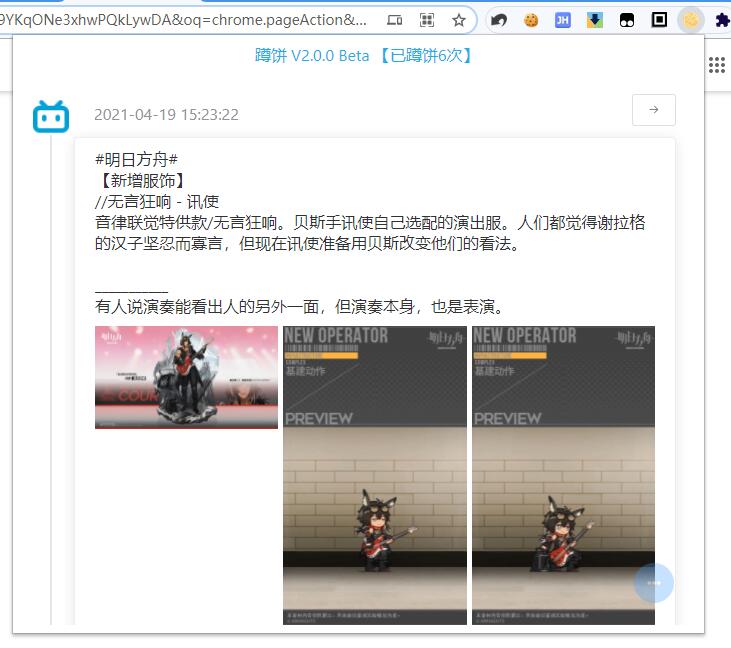 9YKqONe3xhwPQkLywDA&oq=chrome.pageAction&...
JH
蹲饼 V2.0.0 Beta 【已蹲饼6次】
2021-04-19 15:23:22
#明日方舟#
【新增服饰】
//无言狂响 - 讯使
音律联觉特供款/无言狂响。贝斯手讯使自己选配的演出服。人们都觉得谢拉格
的汉子坚忍而寡言，但现在讯使准备用贝斯改变他们的看法。
___________
有人说演奏能看出人的另外一面，但演奏本身，也是表演。
COUR
NEW OPERATOR
明日方舟
COMPLEX
基建动作
PREVIEW
NEW OPERATOR
明日方舟
COMPLEX
基建动作
PREVIEW